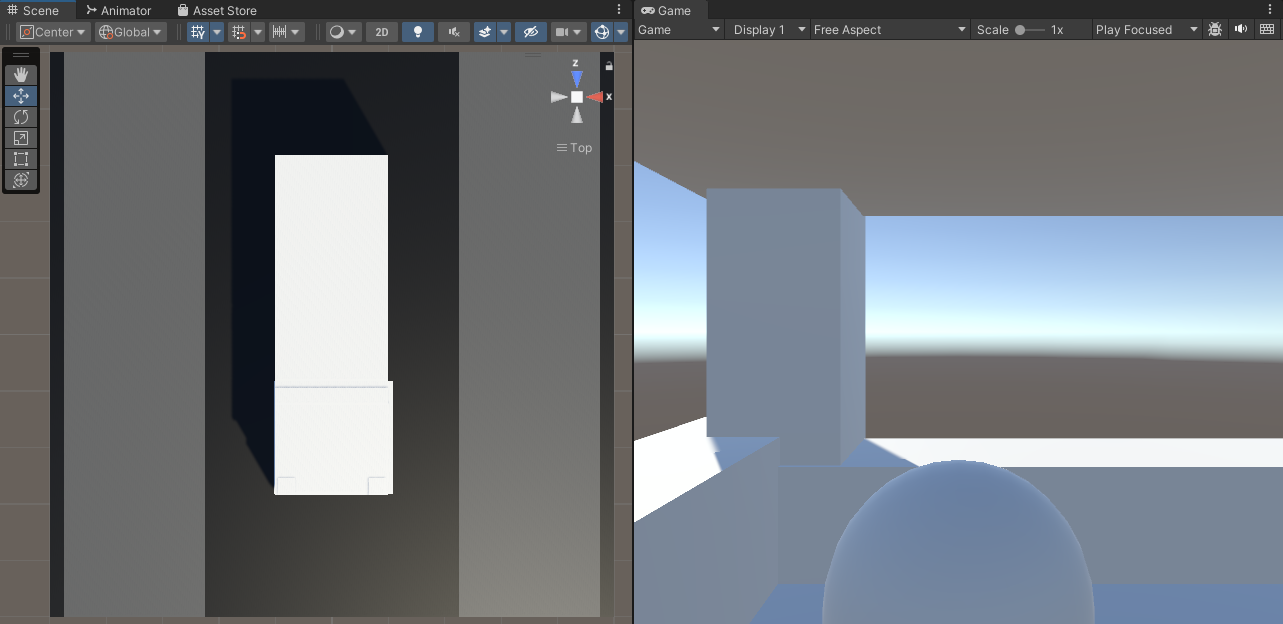 Scene
Animator
Asset Store
Center
Global
2D
z
x
Top
Game
Game
Display 1
Free Aspect
Scale
1x
Play Focused